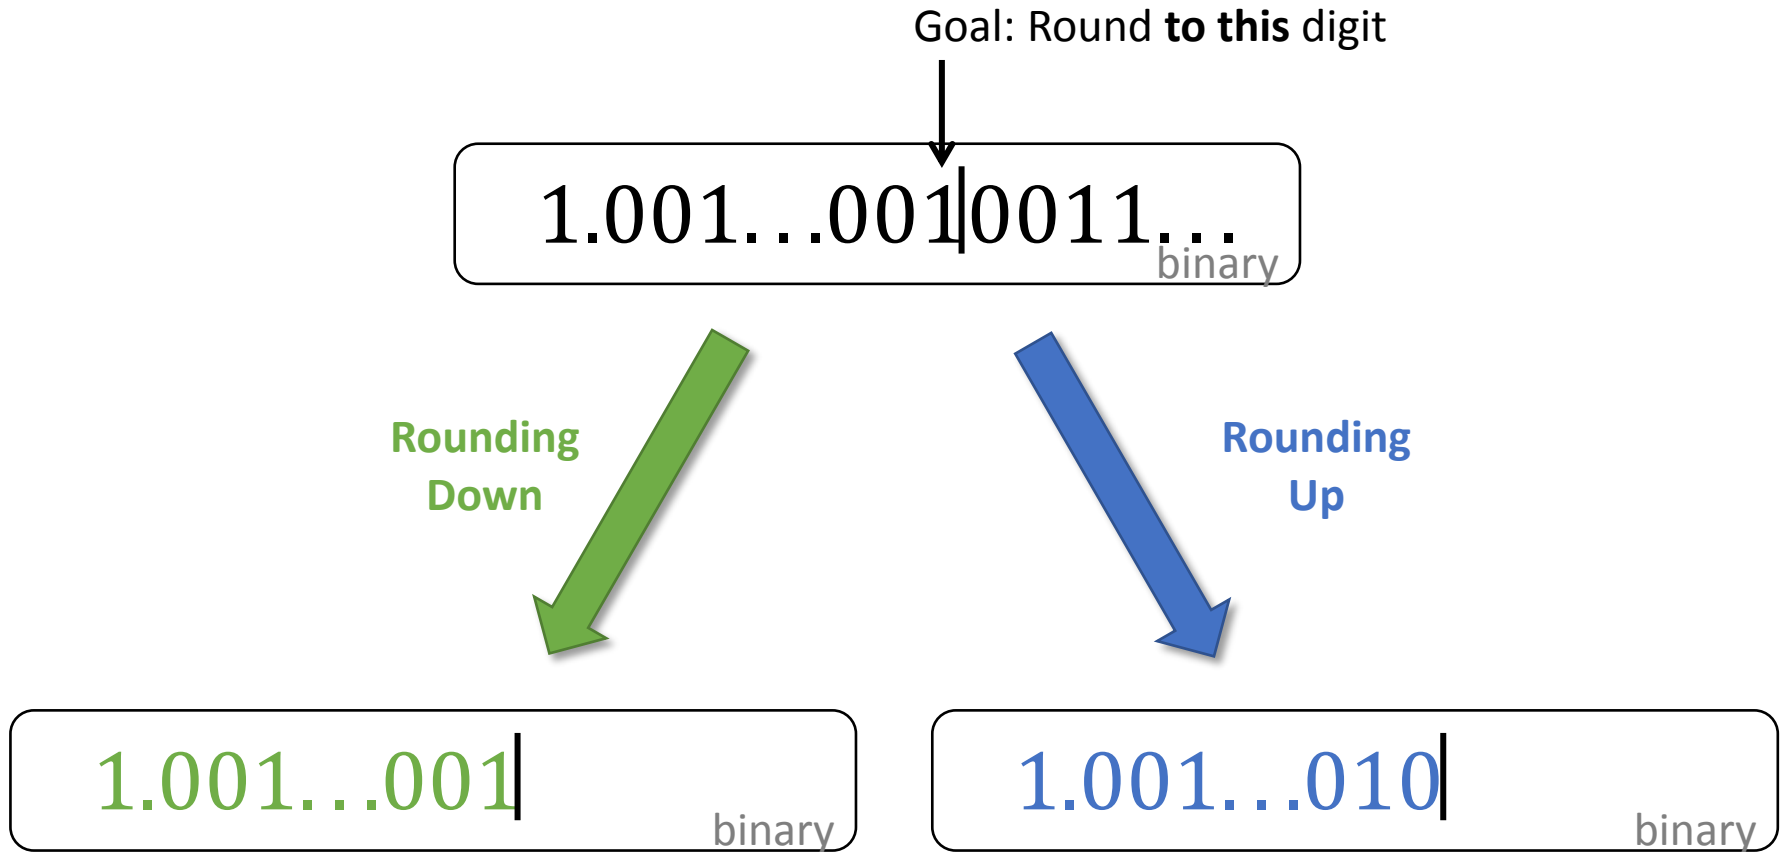 Goal: Round to this digit
1.001...001|0011...
binary
Rounding
Down
Rounding
Up
1.001...001|
binary
1.001...010|
binary